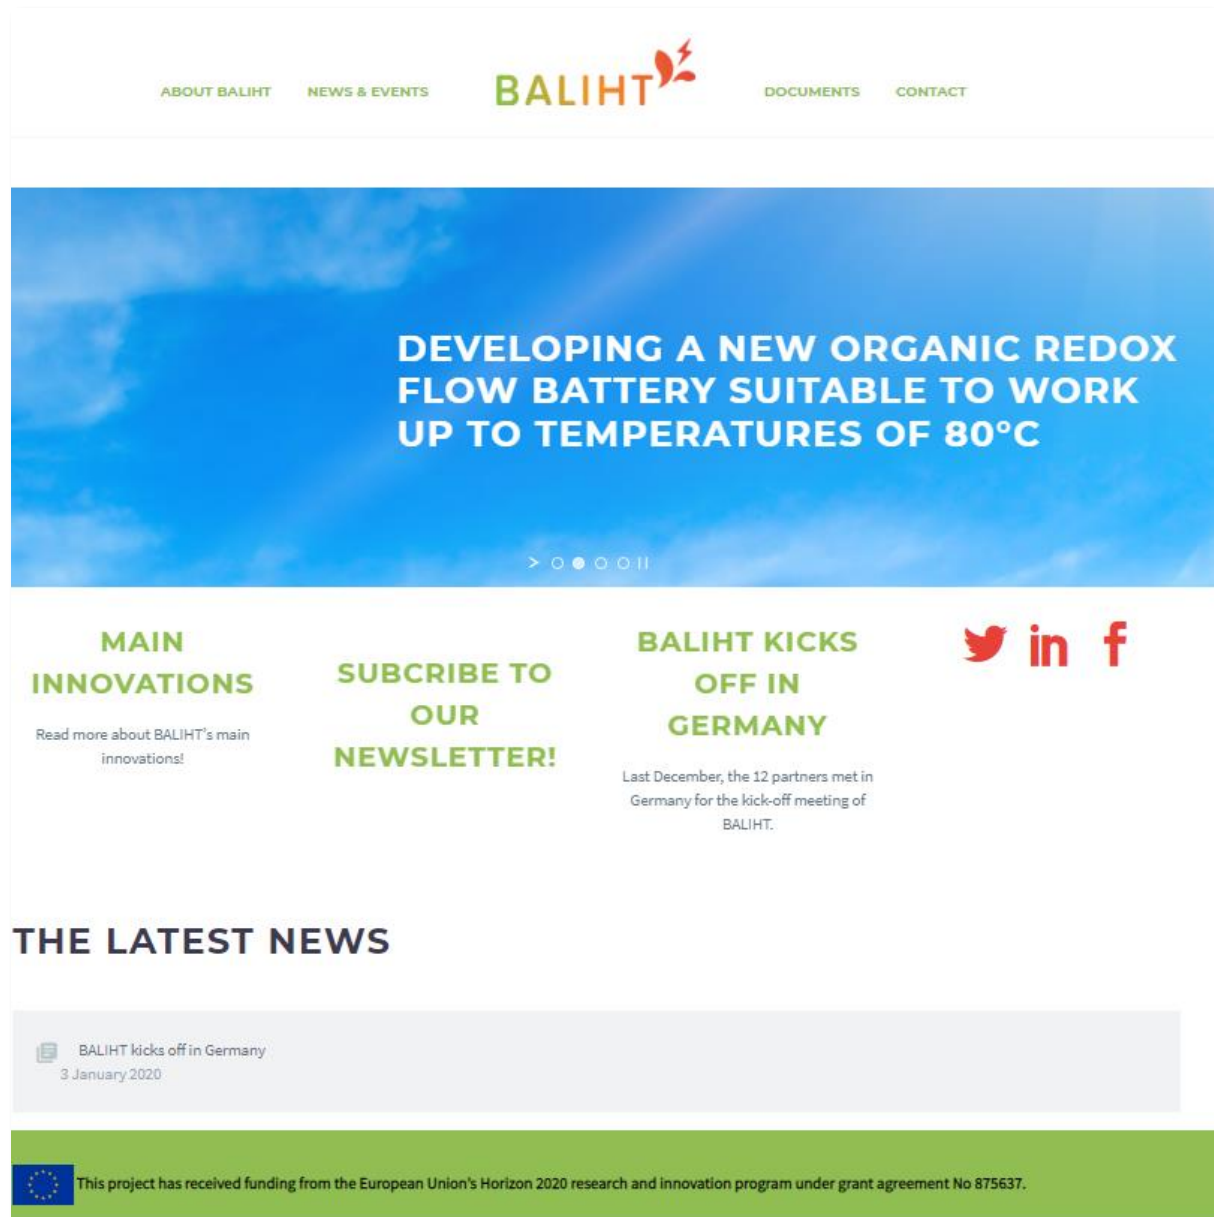 ABOUT BALIHT
NEWS & EVENTS
BALIHT
DOCUMENTS
CONTACT
DEVELOPING A NEW ORGANIC REDOX
FLOW BATTERY SUITABLE TO WORK
UP TO TEMPERATURES OF 80°C
MAIN
INNOVATIONS
Read more about BALIHT's main
innovations!
SUBCRIBE TO
OUR
NEWSLETTER!
BALIHT KICKS
OFF IN
GERMANY
Last December, the 12 partners met in
Germany for the kick-off meeting of
BALIHT.
in f
THE LATEST NEWS
BALIHT kicks off in Germany
3 January 2020
This project has received funding from the European Union's Horizon 2020 research and innovation program under grant agreement No 875637.